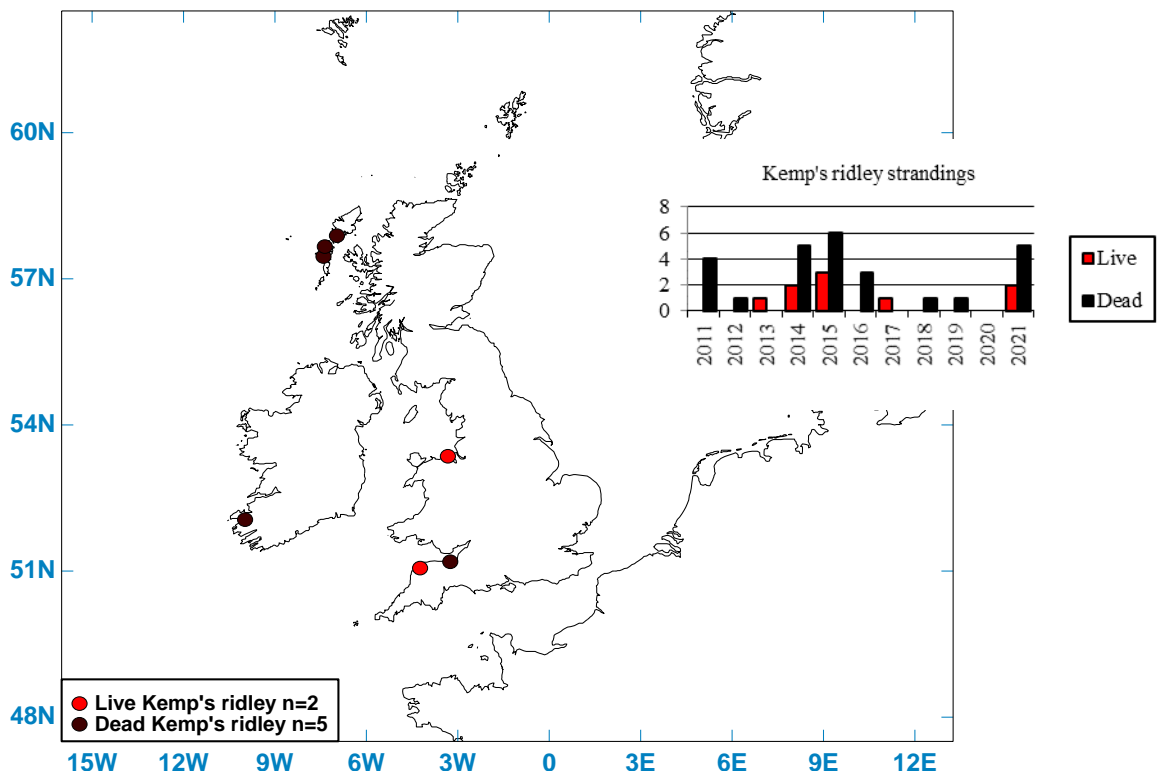 60N
57N
54N
51N
48N
15W 12W 9W 6W 3W 0 3E 6E 9E 12E
Kemp's ridley strandings
8
6
4
2
0
2011 2012 2013 2014 2015 2016 2017 2018 2019 2020 2021
Live
Dead
Live Kemp's ridley n=2
Dead Kemp's ridley n=5